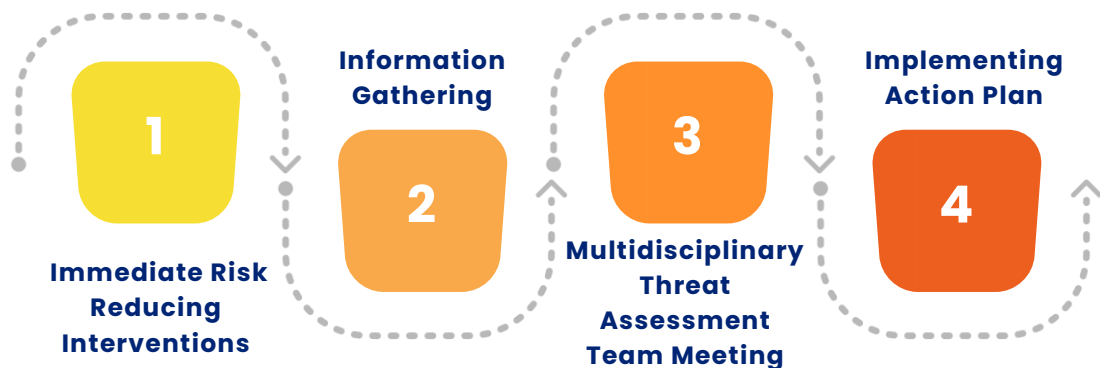 1
Immediate Risk
Reducing
Interventions
Information
Gathering
2
3
Multidisciplinary
Threat
Assessment
Team Meeting
Implementing
Action Plan
4